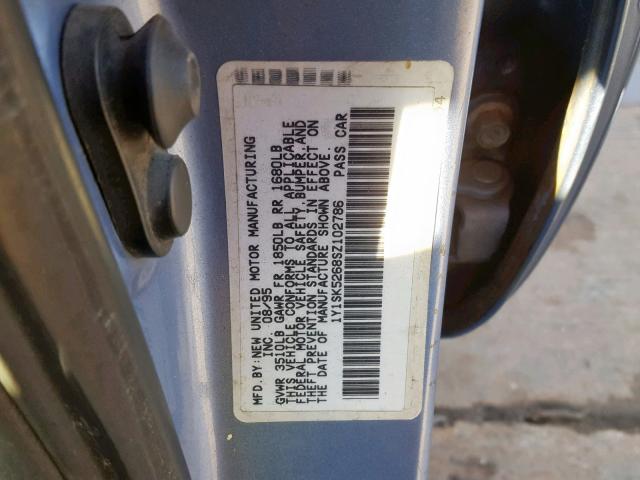 MFD.BY:NEW UNITED MOTOR MANUFACTURING
INC. 08/95
GVWR 3510LB GAWR FR 1850LB RR 1680LB
THIS VEHICLE CONFORMS TO ALL APPLICABLE
FEDERAL MOTOR VEHICLE SAFETY, BUMPER, AND
THEFT PREVENTION STANDARDS IN EFFECT ON
THE DATE OF MANUFACTURE SHOWN ABOVE.
1Y1SK5268SZ102786 PASS CAR